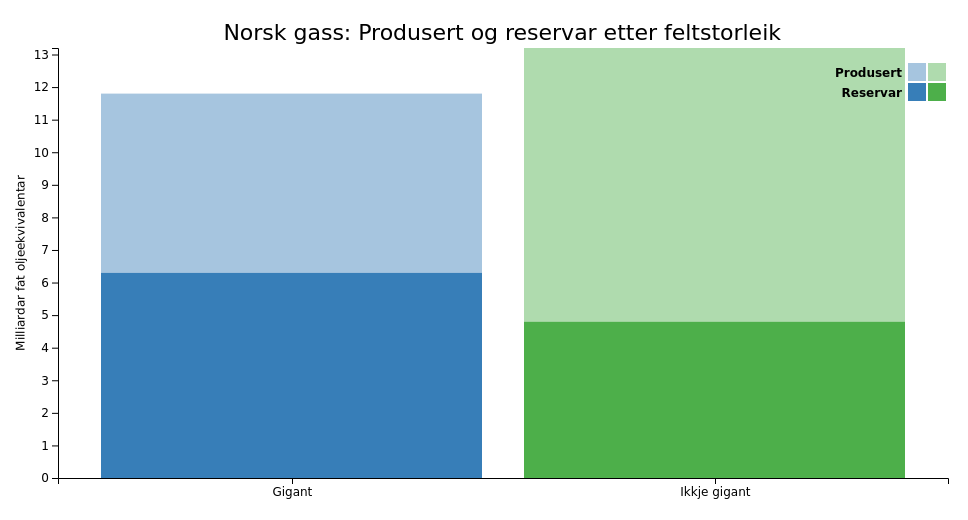 Norsk gass: Produsert og reservar etter feltstorleik
Produsert
Reservar
Milliardar fat oljeekvivalentar
13
12
11
10
9
8
7
6
5
4
3
2
1
0
Gigant
Ikkje gigant